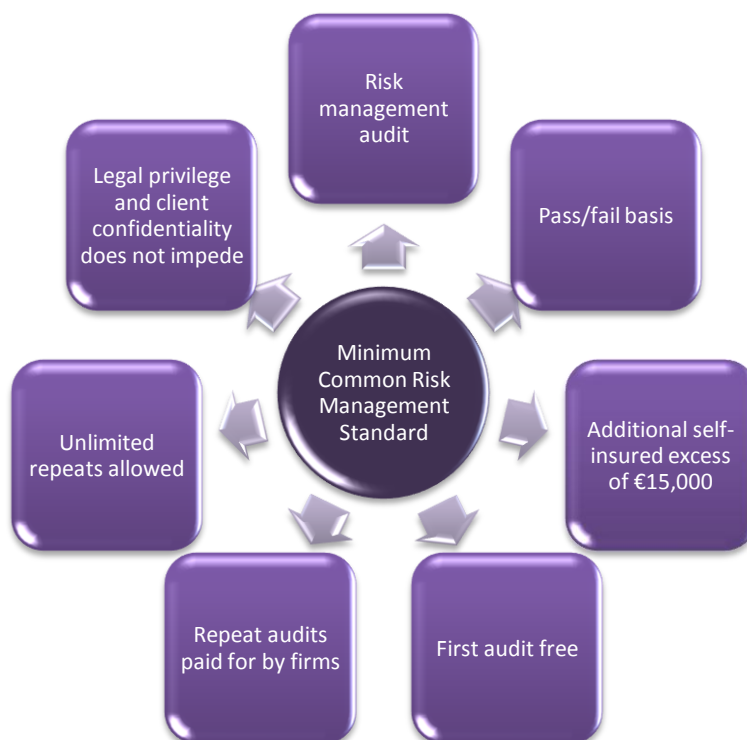 Risk
management
audit
Pass/fail basis
Additional self-
insured excess
of €15,000
First audit free
Repeat audits
paid for by firms
Unlimited
repeats allowed
Legal privilege
and client
confidentiality
does not impede
Minimum
Common Risk
Management
Standard